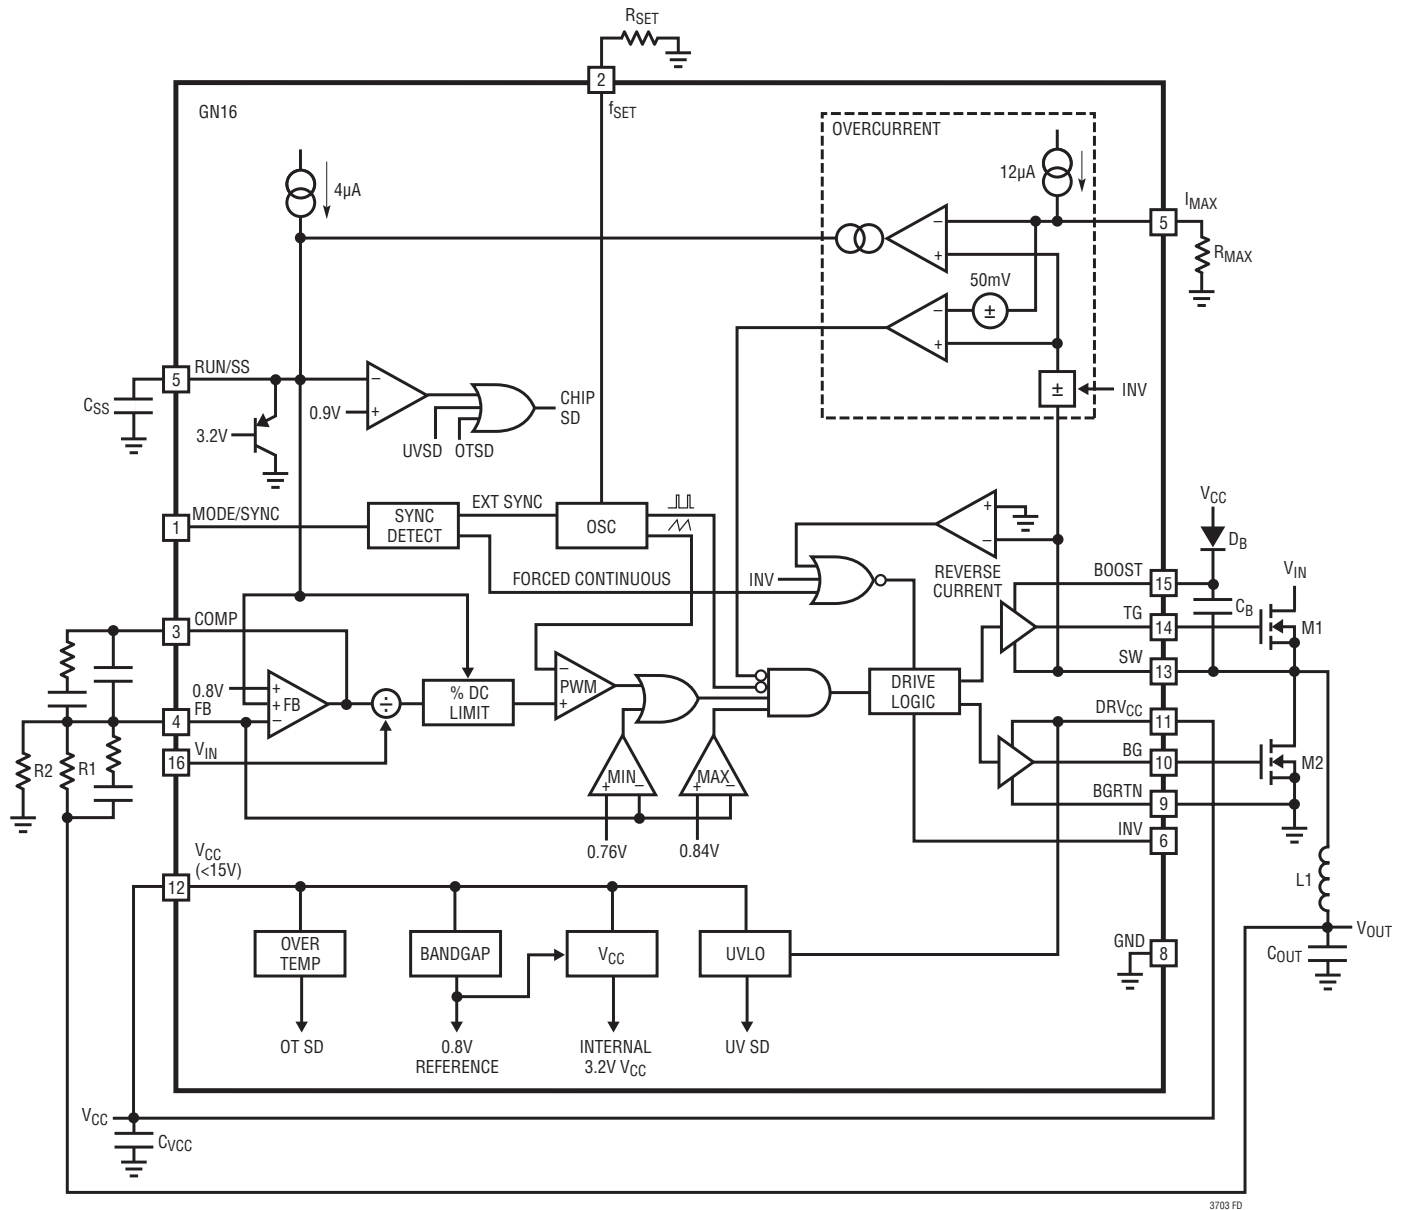 RSET
2
fSET
GN16
OVERCURRENT
4µA
12µA
IMAX
5
RMAX
−
+
50mV
±
−
+
±
INV
RUN/SS
5
CSS
3.2V
−
0.9V
+
CHIP
SD
UVSD
OTSD
MODE/SYNC
1
SYNC
DETECT
EXT SYNC
OSC
FORCED CONTINUOUS
INV
+
−
REVERSE
CURRENT
VCC
DB
BOOST
15
CB
VIN
COMP
3
TG
14
M1
0.8V
FB
4
+
+
−
FB
÷
% DC
LIMIT
−
PWM
+
DRIVE
LOGIC
SW
13
DRVCC
11
VIN
16
R2
R1
MIN
+
−
MAX
+
−
BG
10
M2
BGRTN
9
0.76V
0.84V
INV
6
VCC
(<15V)
12
L1
OVER
TEMP
BANDGAP
VCC
UVLO
GND
8
VOUT
COUT
OT SD
0.8V
REFERENCE
INTERNAL
3.2V VCC
UV SD
VCC
CVCC
3703 FD